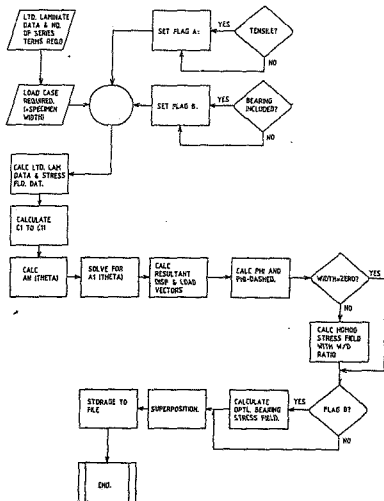 LTD. LAMINATE
DATA & NO.
OF SERIES
TERMS REQD
SET FLAG A:
YES
TENSILE?
NO
LOAD CASE
REQUIRED.
(+SPECIMEN
WIDTH)
SET FLAG B.
YES
BEARING
INCLUDED?
NO
CALC LTD. LAM
DATA & STRESS
FLD. DAT.
CALCULATE
C1 TO C11
CALC
AN (THETA)
SOLVE FOR
A1 (THETA)
CALC
RESULTANT
DISP & LOAD
VECTORS
CALC PHI AND
PHI-DASHED.
WIDTH=ZERO?
YES
NO
CALC HOMOG
STRESS FIELD
WITH W/D
RATIO
STORAGE TO
FILE
SUPERPOSITION.
CALCULATE
OPTL. BEARING
STRESS FIELD.
YES
FLAG B?
NO
END.